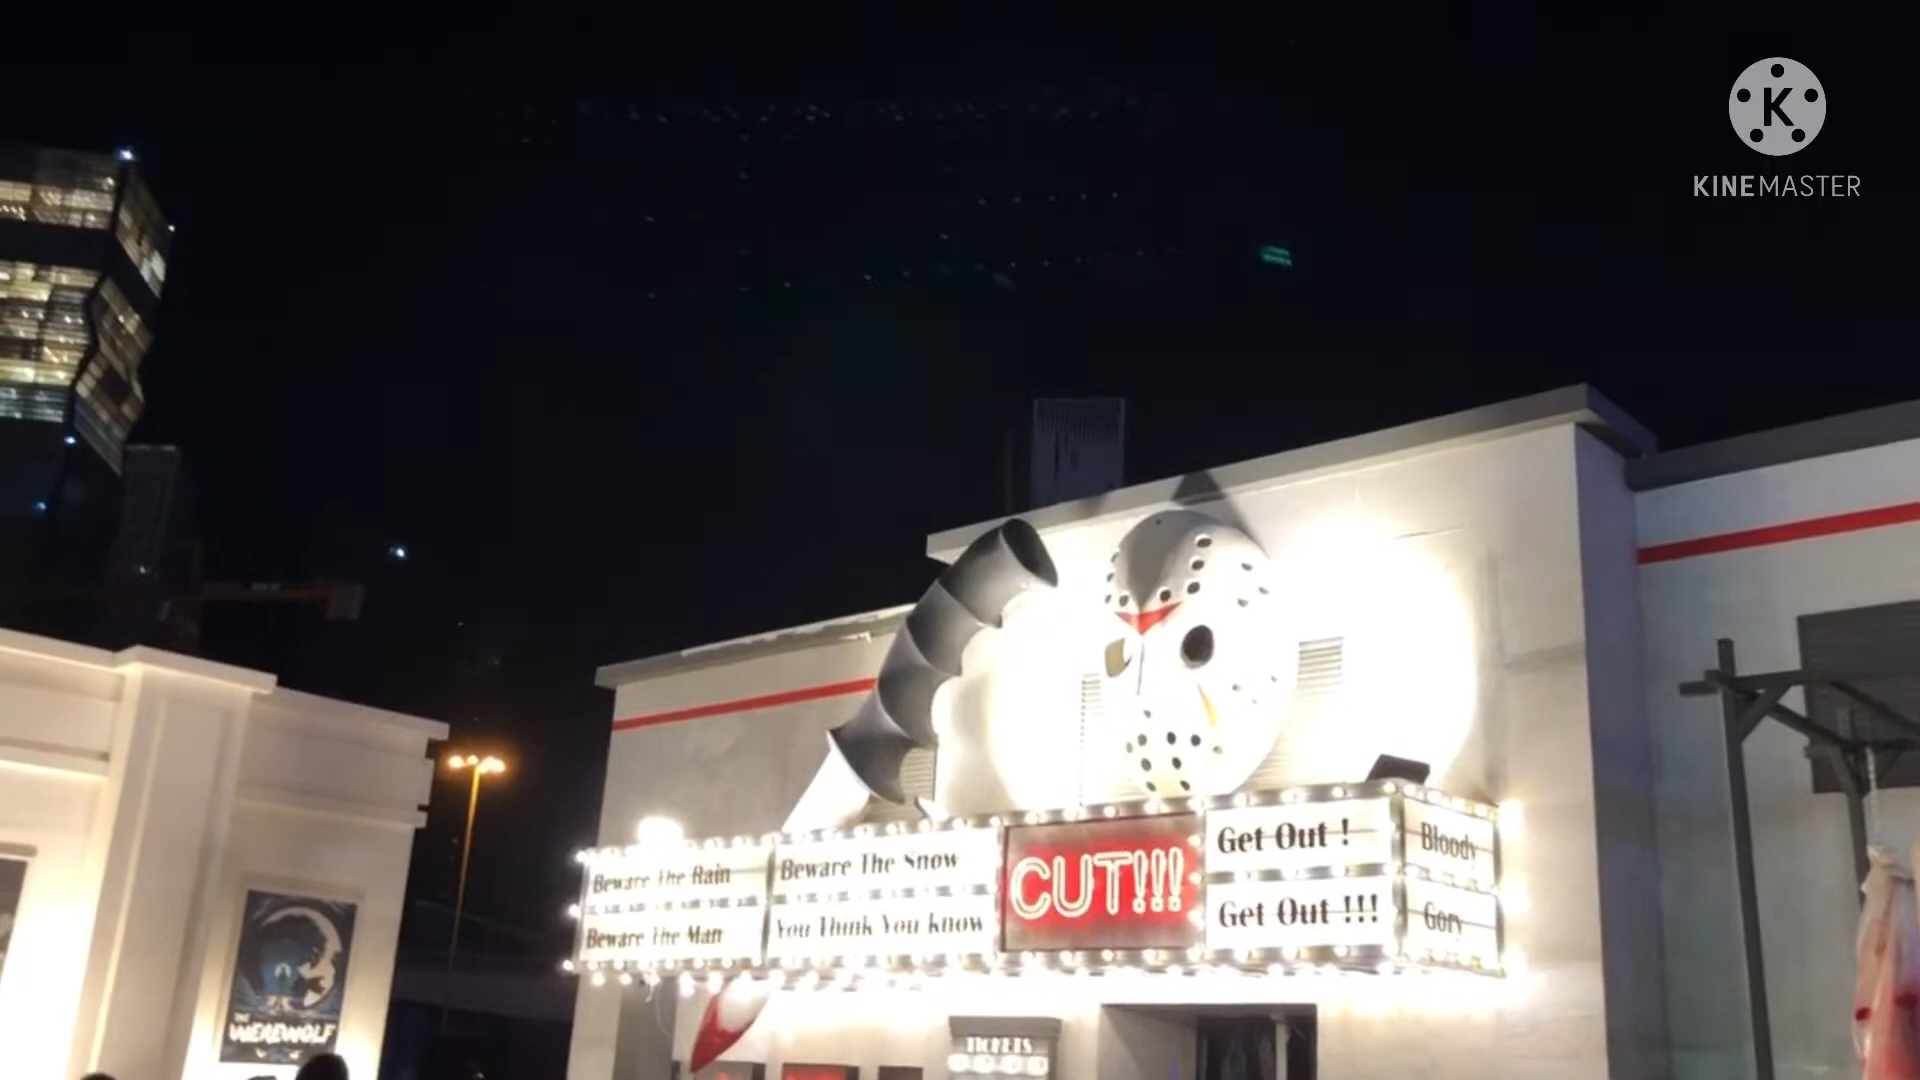 K
KINEMASTER
Beware The Rain
Beware The Man
Beware The Snow
You Think You know
CUT!!!
Get Out !
Get Out !!!
Bloody
Gory
THE
WEREWOLF
TICKETS